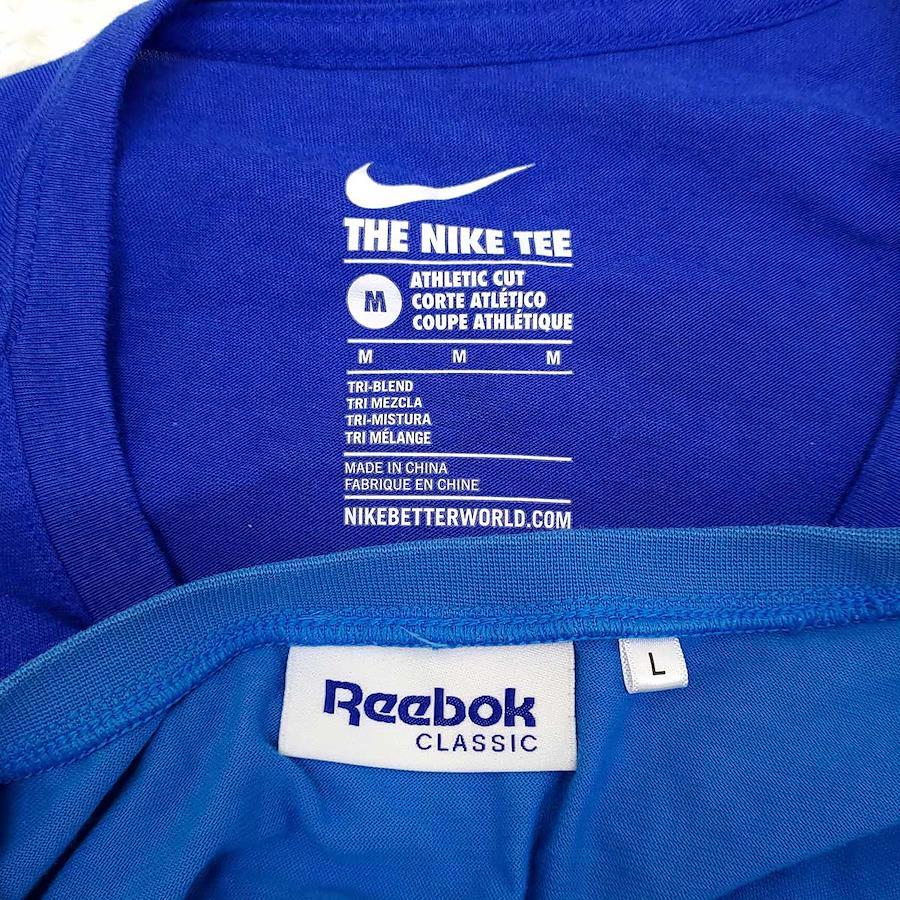 THE NIKE TEE
M
ATHLETIC CUT
CORTE ATLÉTICO
COUPE ATHLÉTIQUE
M M M
TRI-BLEND
TRI MEZCLA
TRI-MISTURA
TRI MÉLANGE
MADE IN CHINA
FABRIQUE EN CHINE
NIKEBETTERWORLD.COM
Reebok
CLASSIC
L